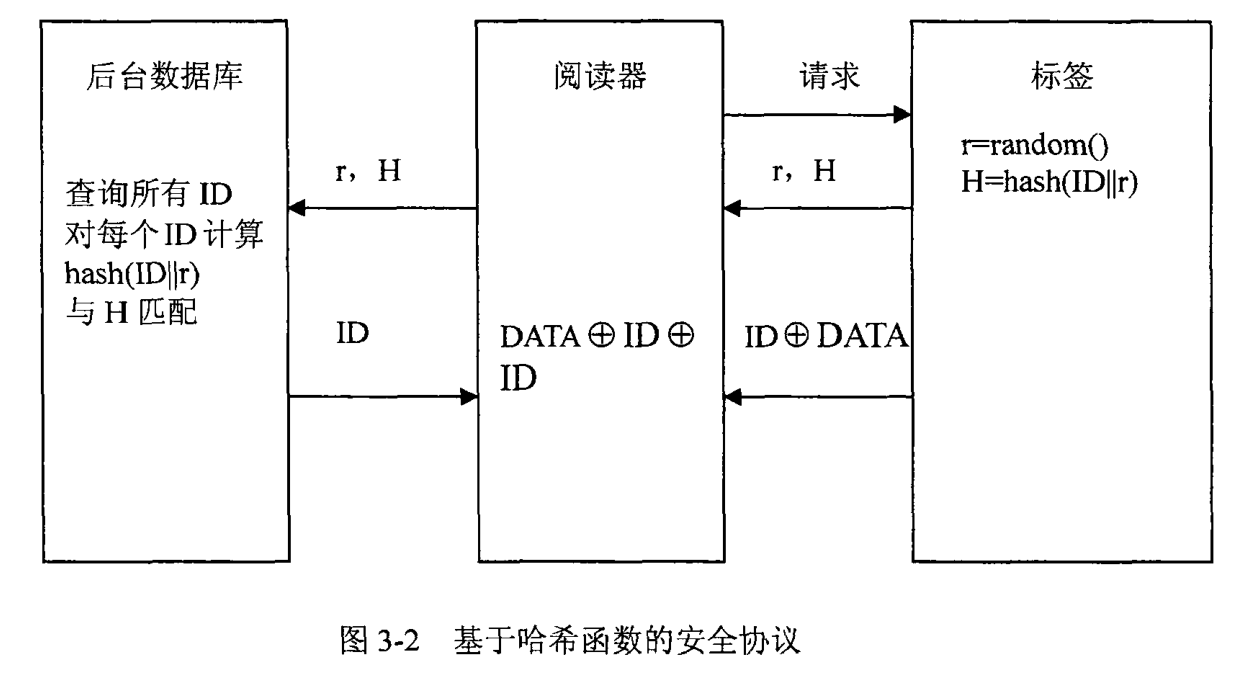 后台数据库
阅读器
请求
标签
r=random()
H=hash(ID||r)
r，H
r，H
查询所有 ID
对每个 ID 计算
hash(ID||r)
与 H 匹配
ID
DATA⊕ID⊕
ID
ID⊕DATA
图 3-2 基于哈希函数的安全协议